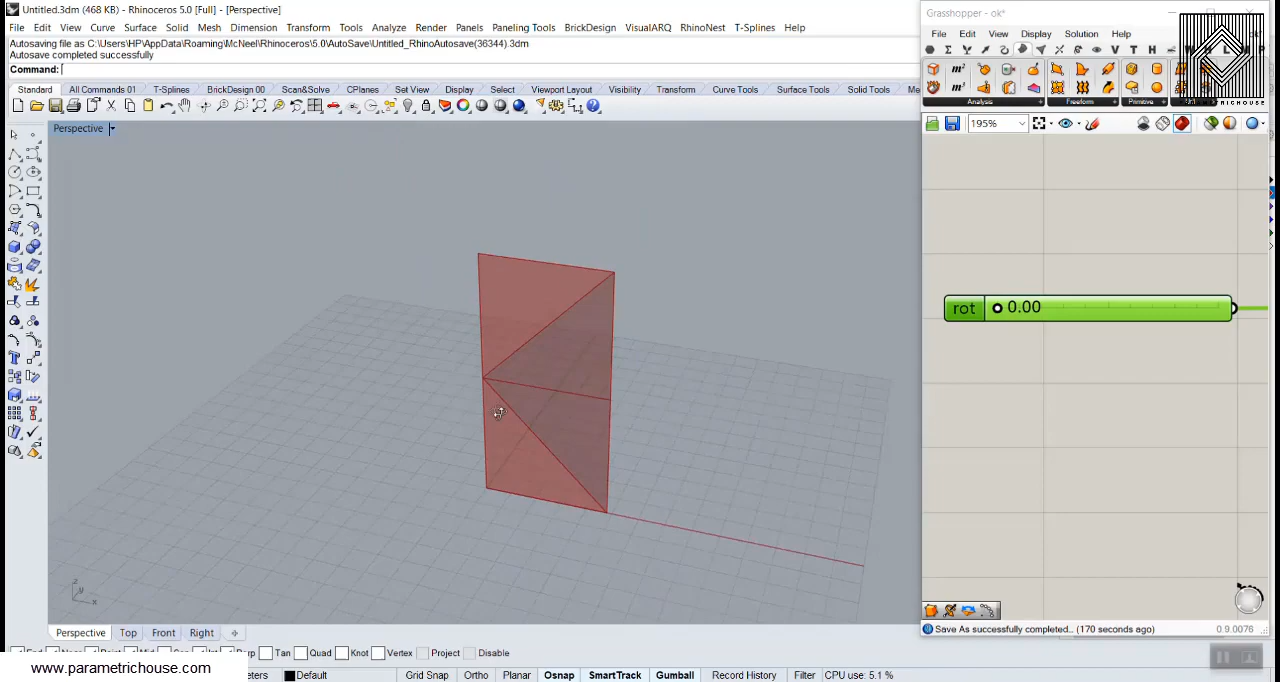 Untitled.3dm (468 KB) - Rhinoceros 5.0 [Full] - [Perspective]
File Edit View Curve Surface Solid Mesh Dimension Transform Tools Analyze Render Panels Paneling Tools BrickDesign VisualARQ RhinoNest T-Splines Help
Autosaving file as C:\Users\HP\AppData\Roaming\McNeel\Rhinoceros\5.0\AutoSave\Untitled_RhinoAutosave(36344).3dm
Autosave completed successfully
Command:
Standard All Commands 01 T-Splines BrickDesign 00 Scan&Solve CPlanes Set View Display Select Viewport Layout Visibility Transform Curve Tools Surface Tools Solid Tools
Perspective
z
y
x
Perspective Top Front Right
Tan Quad Knot Vertex Project Disable
www.parametrichouse.com
Default Grid Snap Ortho Planar Osnap SmartTrack Gumball Record History Filter CPU use: 5.1 %
Grasshopper - ok*
File Edit View Display Solution Help
V T H
m²
Analysis Freeform Primitive
PARAMETRICHOUSE
195%
rot 0.00
Save As successfully completed.. (170 seconds ago) 0.9.0076